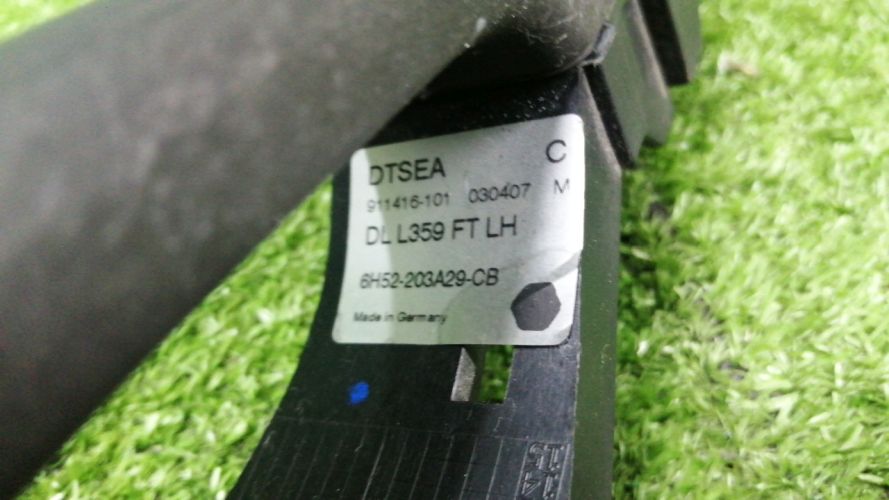 DTSEA C
911416-101 030407 M
DL L359 FT LH
6H52-203A29-CB
Made in Germany